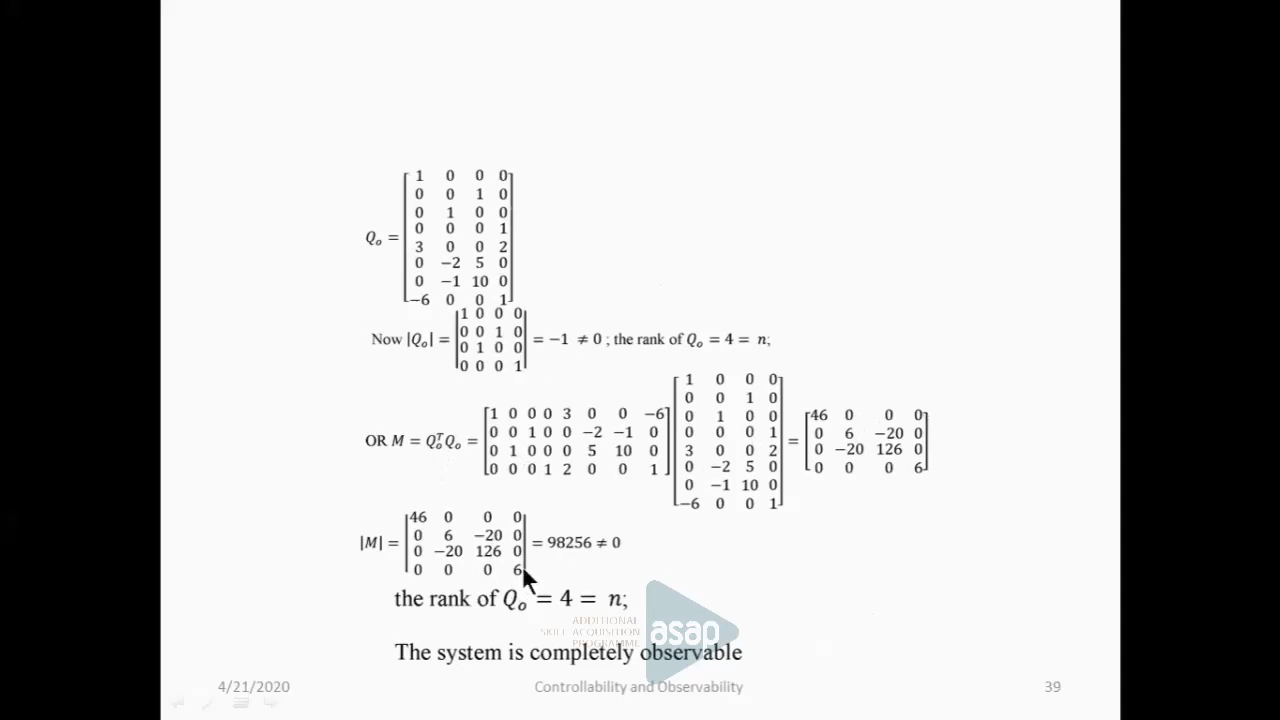 1 0 0 0
0 0 1 0
0 1 0 0
0 0 0 1
Qₒ = 3 0 0 2
0 −2 5 0
0 −1 10 0
−6 0 0 1
1 0 0 0
0 0 1 0
Now |Qₒ| = = −1 ≠ 0 ; the rank of Qₒ = 4 = n;
0 1 0 0
0 0 0 1
OR M = QₒᵀQₒ =
1 0 0 0 3 0 0 −6
0 0 1 0 0 −2 −1 0
0 1 0 0 0 5 10 0
0 0 0 1 2 0 0 1
1 0 0 0
0 0 1 0
0 1 0 0
0 0 0 1
3 0 0 2
0 −2 5 0
0 −1 10 0
−6 0 0 1
=
46 0 0 0
0 6 −20 0
0 −20 126 0
0 0 0 6
|M| =
46 0 0 0
0 6 −20 0
0 −20 126 0
0 0 0 6
= 98256 ≠ 0
the rank of Qₒ = 4 = n;
ADDITIONAL
SKILL ACQUISITION
PROGRAMME
asap
The system is completely observable
4/21/2020 Controllability and Observability 39